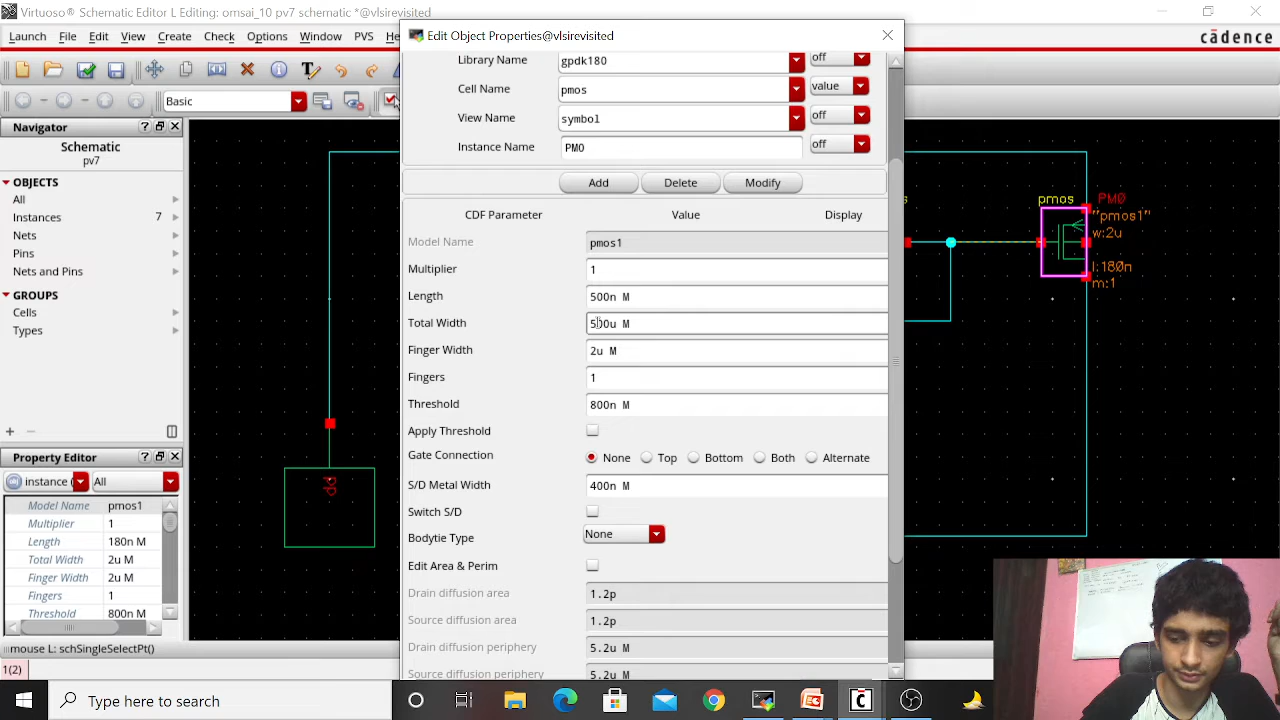 Virtuoso® Schematic Editor L Editing: omsai_10 pv7 schematic *@vlsirevisited
Edit Object Properties@vlsirevisited
Launch File Edit View Create Check Options Window PVS
cādence
Basic
Navigator
Schematic
pv7
OBJECTS
All
Instances 7
Nets
Pins
Nets and Pins
GROUPS
Cells
Types
Property Editor
instance ( All
Model Name pmos1
Multiplier 1
Length 180n M
Total Width 2u M
Finger Width 2u M
Fingers 1
Threshold 800n M
Library Name gpdk180 off
Cell Name pmos value
View Name symbol off
Instance Name PM0 off
Add Delete Modify
CDF Parameter Value Display
Model Name pmos1
Multiplier 1
Length 500n M
Total Width 500u M
Finger Width 2u M
Fingers 1
Threshold 800n M
Apply Threshold
Gate Connection None Top Bottom Both Alternate
S/D Metal Width 400n M
Switch S/D
Bodytie Type None
Edit Area & Perim
Drain diffusion area 1.2p
Source diffusion area 1.2p
Drain diffusion periphery 5.2u M
Source diffusion periphery 5.2u M
pmos PM0
"pmos1"
w:2u
l:180n
m:1
mouse L: schSingleSelectPt()
1(2)
Type here to search